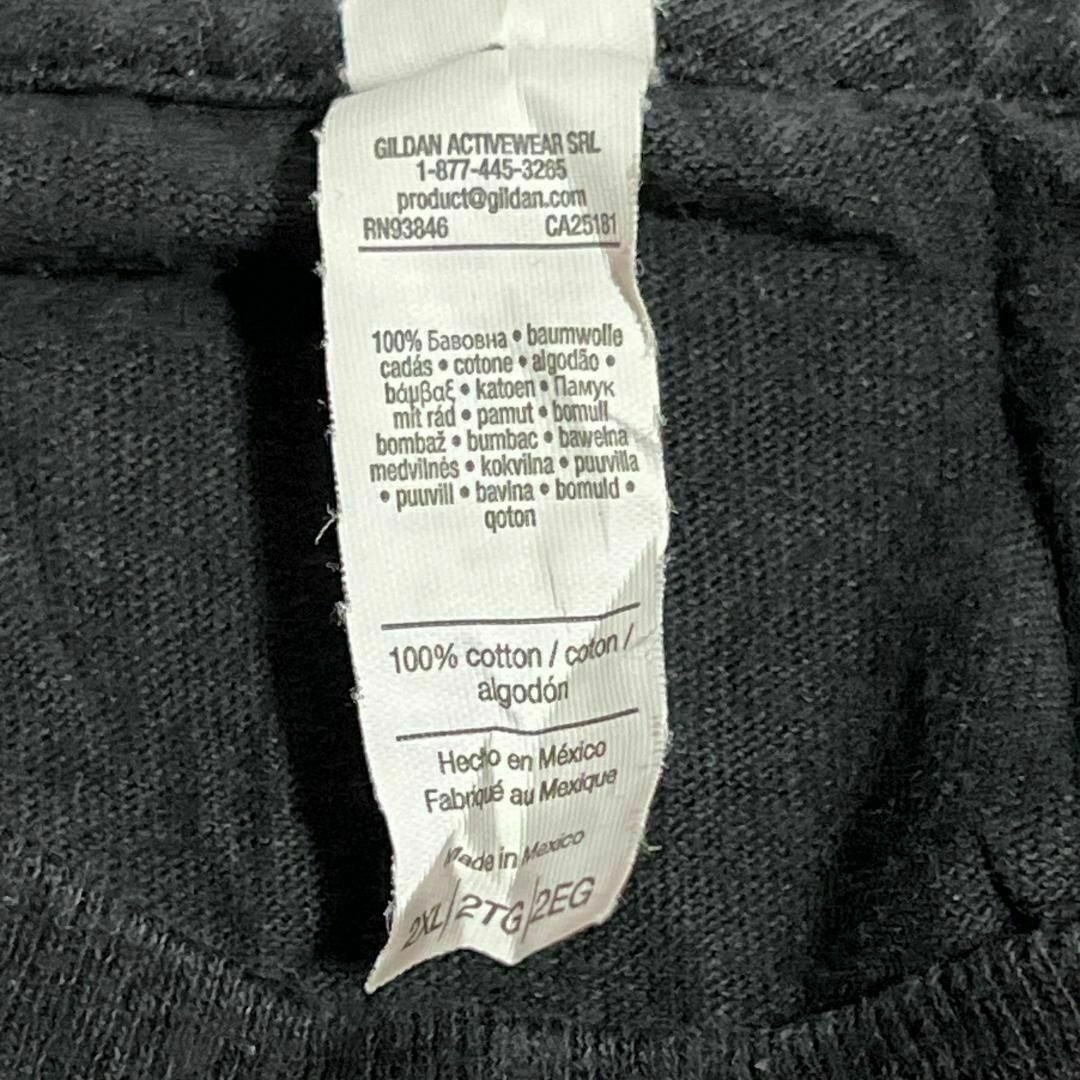 GILDAN ACTIVEWEAR SRL
1-877-445-3265
product@gildan.com
RN93846 CA25181
100% Бавовна • baumwolle
cadás • cotone • algodão •
βάμβαξ • katoen • Памук
mit rád • pamut • bomull
bombaž • bumbac • bawełna
medvilnės • kokvilna • puuvilla
• puuvill • bavlna • bomuld •
qoton
100% cotton / coton /
algodón
Hecho en México
Fabriqué au Mexique
Made in Mexico
2XL/2TG/2EG